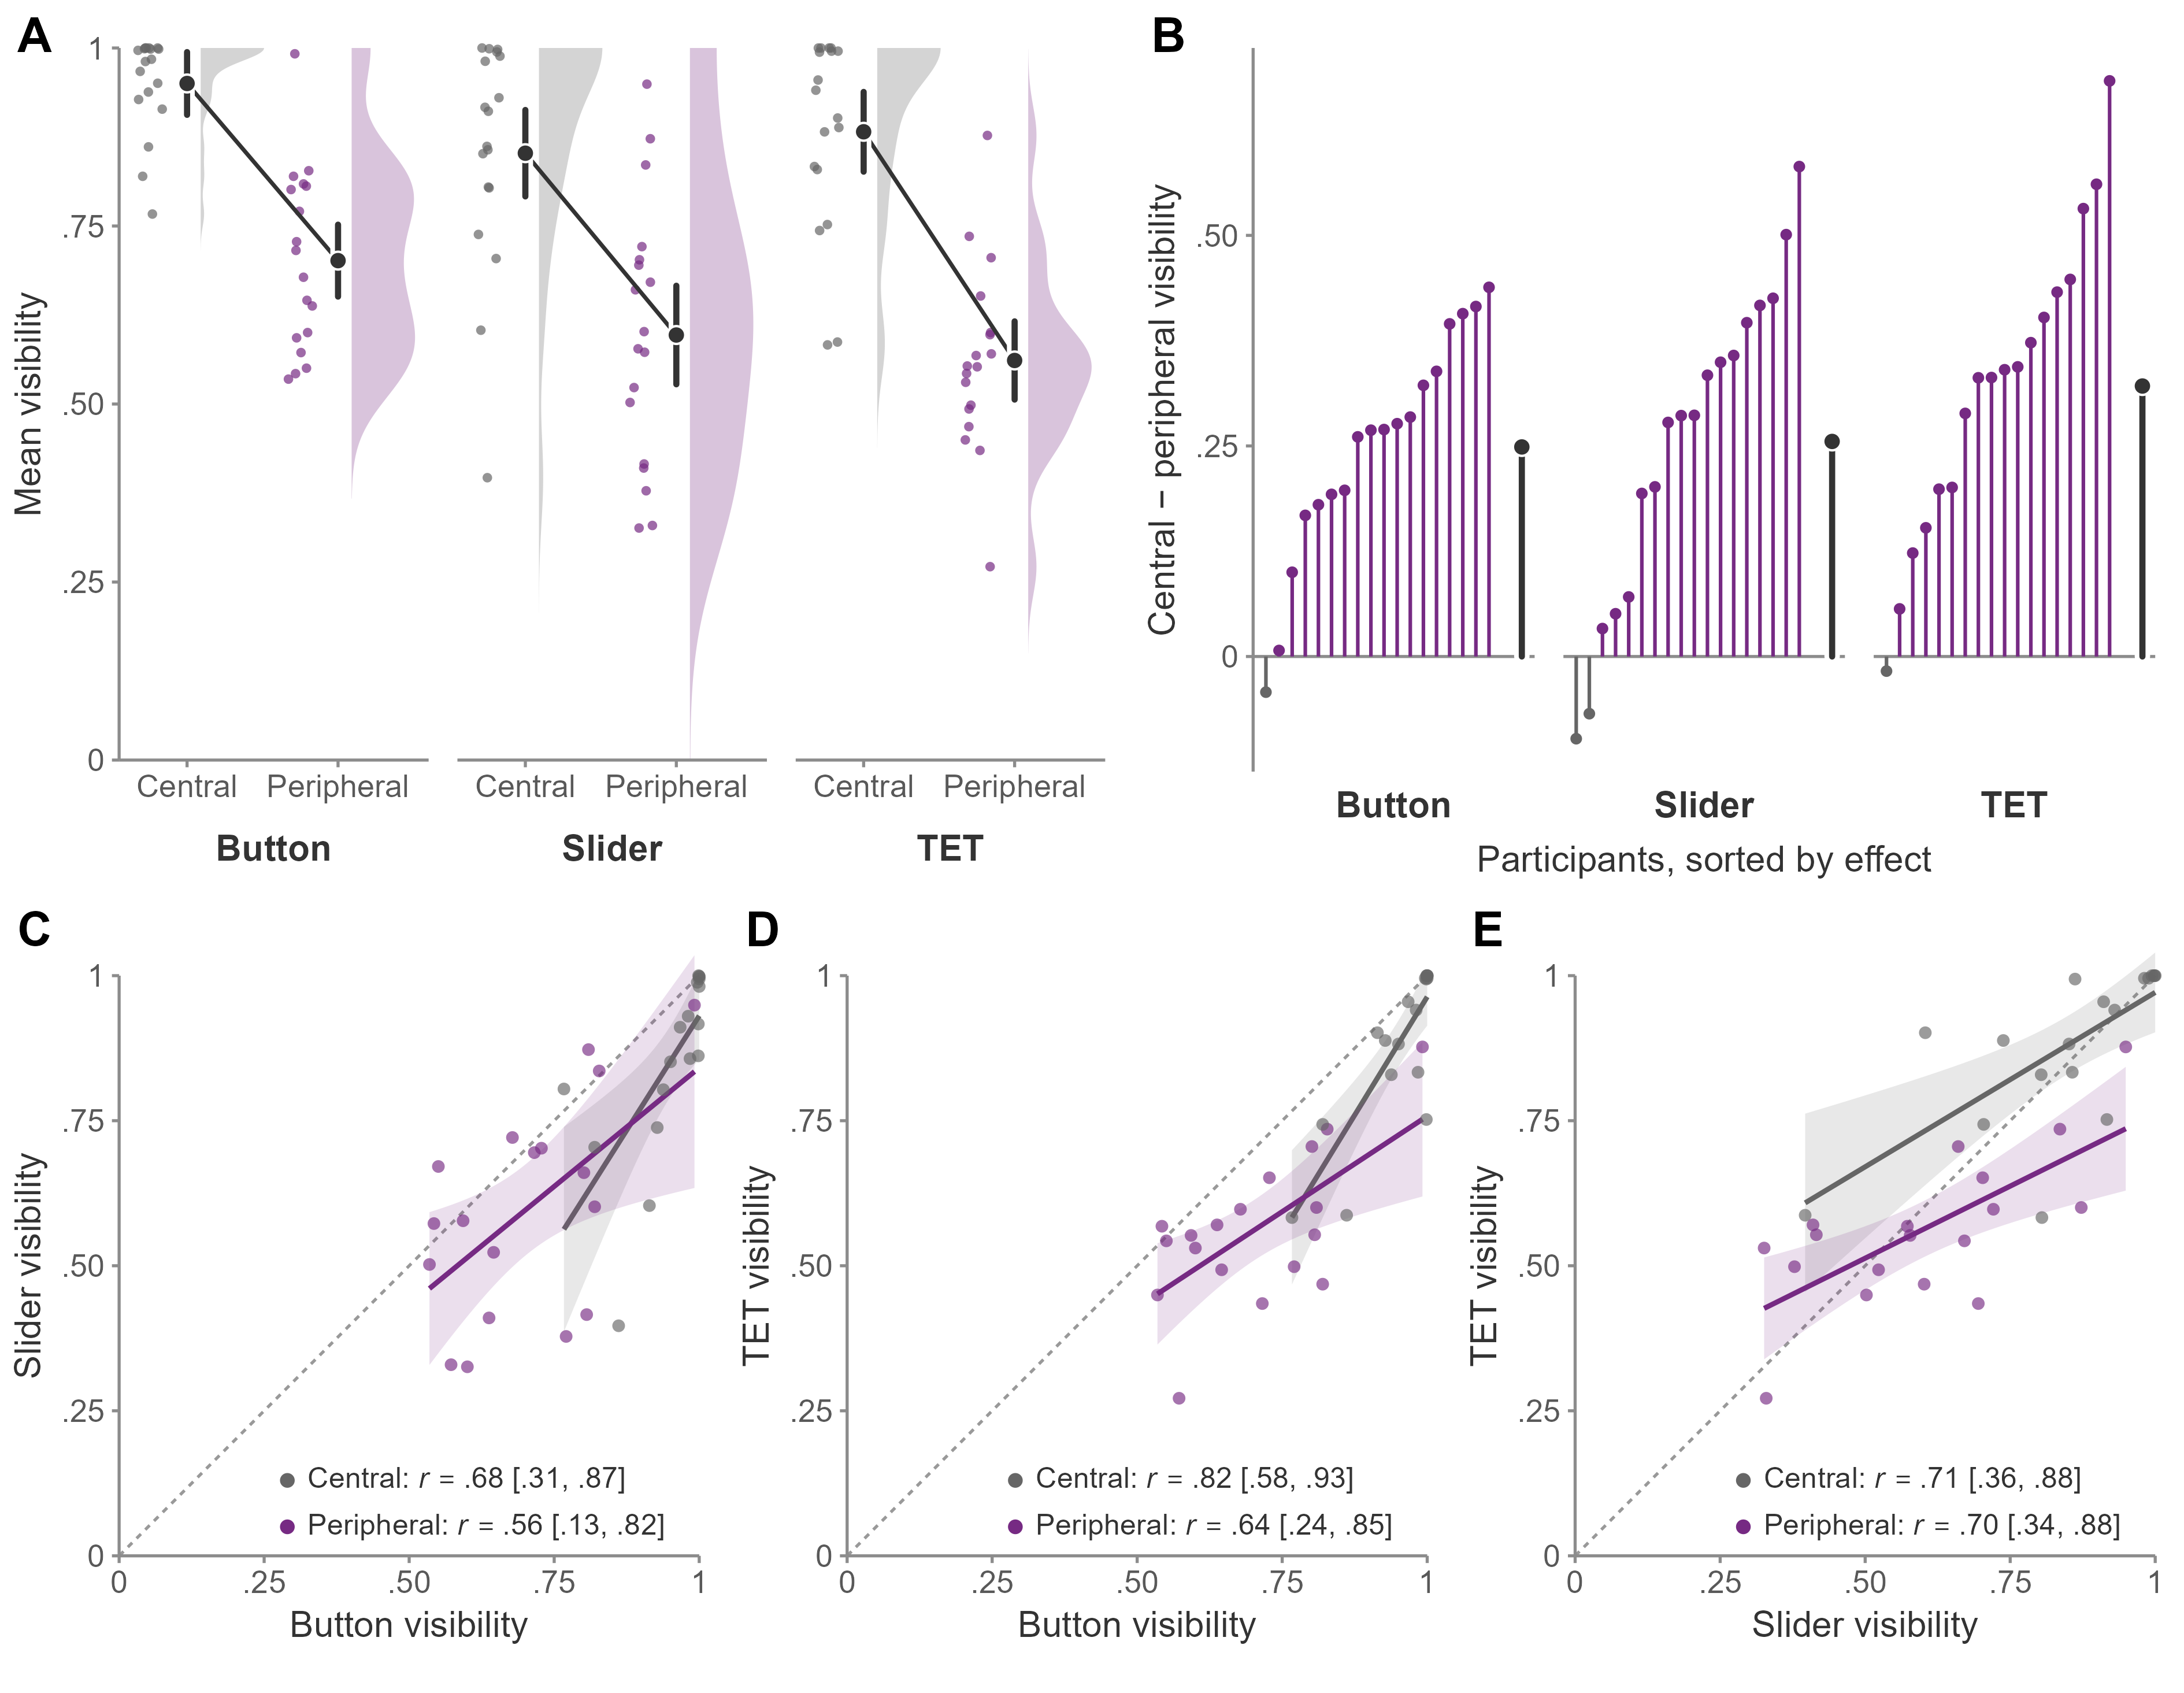 A
1
.75
.50
.25
0
Mean visibility
Central Peripheral
Central Peripheral
Central Peripheral
Button
Slider
TET
B
.50
.25
0
Central − peripheral visibility
Button
Slider
TET
Participants, sorted by effect
C
1
.75
.50
.25
0
Slider visibility
Central: r = .68 [.31, .87]
Peripheral: r = .56 [.13, .82]
0 .25 .50 .75 1
Button visibility
D
1
.75
.50
.25
0
TET visibility
Central: r = .82 [.58, .93]
Peripheral: r = .64 [.24, .85]
0 .25 .50 .75 1
Button visibility
E
1
.75
.50
.25
0
TET visibility
Central: r = .71 [.36, .88]
Peripheral: r = .70 [.34, .88]
0 .25 .50 .75 1
Slider visibility